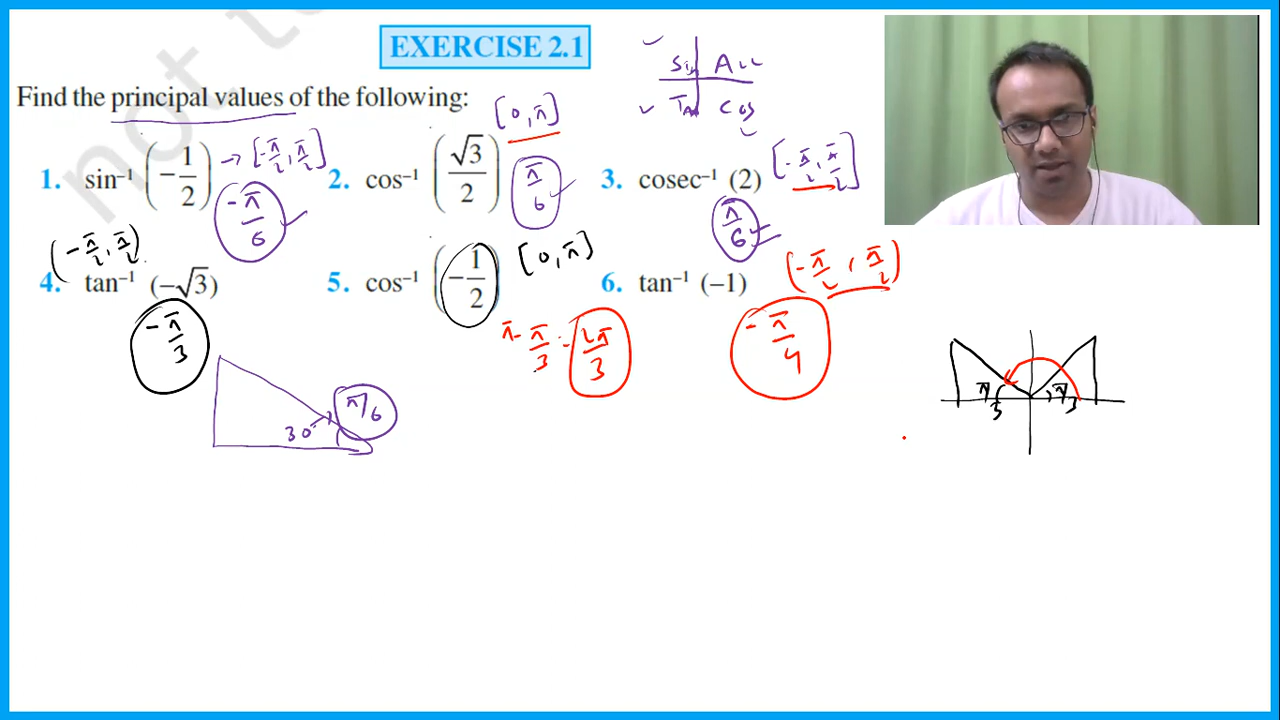 not
EXERCISE 2.1
Sin All
Tan Cos
Find the principal values of the following:
[0, π]
1. sin⁻¹ (−1/2) → [−π/2, π/2]
−π/6
2. cos⁻¹ (√3/2)
π/6
3. cosec⁻¹ (2) [−π/2, π/2]
π/6
(−π/2, π/2)
4. tan⁻¹ (−√3)
−π/3
5. cos⁻¹ (−1/2) [0, π]
π − π/3 = 2π/3
6. tan⁻¹ (−1) (−π/2, π/2)
−π/4
30° π/6
π/3 π/3